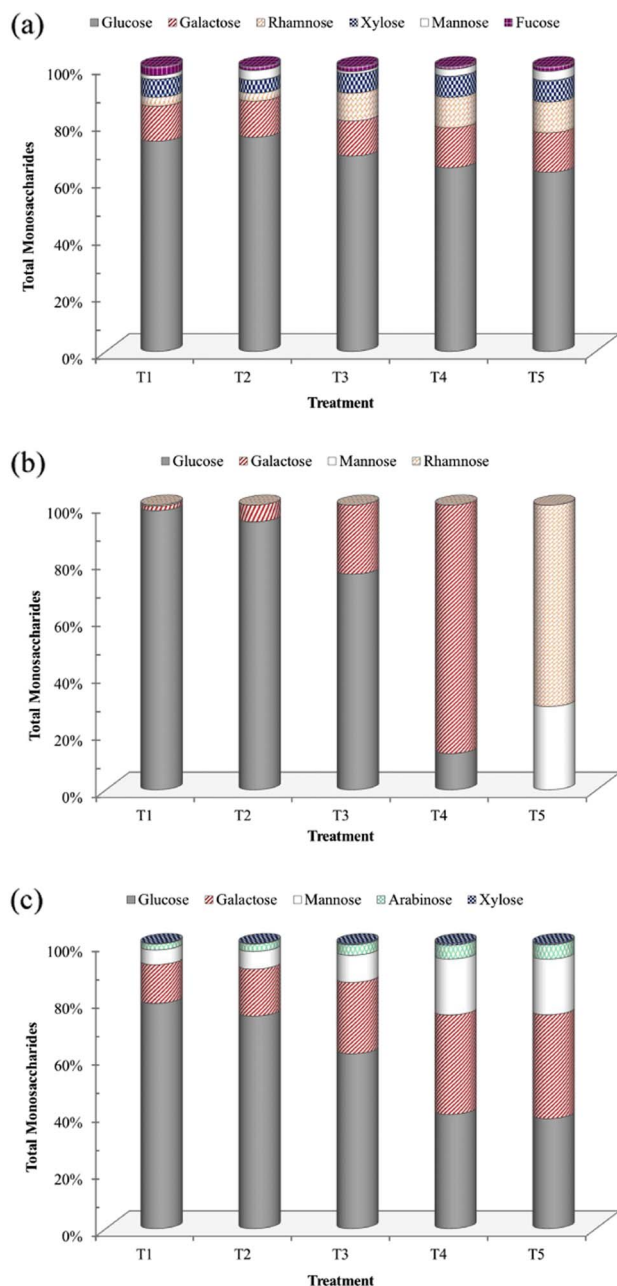 (a)
Glucose Galactose Rhamnose Xylose Mannose Fucose
100%
80%
60%
40%
20%
0%
Total Monosaccharides
T1 T2 T3 T4 T5
Treatment
(b)
Glucose Galactose Mannose Rhamnose
100%
80%
60%
40%
20%
0%
Total Monosaccharides
T1 T2 T3 T4 T5
Treatment
(c)
Glucose Galactose Mannose Arabinose Xylose
100%
80%
60%
40%
20%
0%
Total Monosaccharides
T1 T2 T3 T4 T5
Treatment